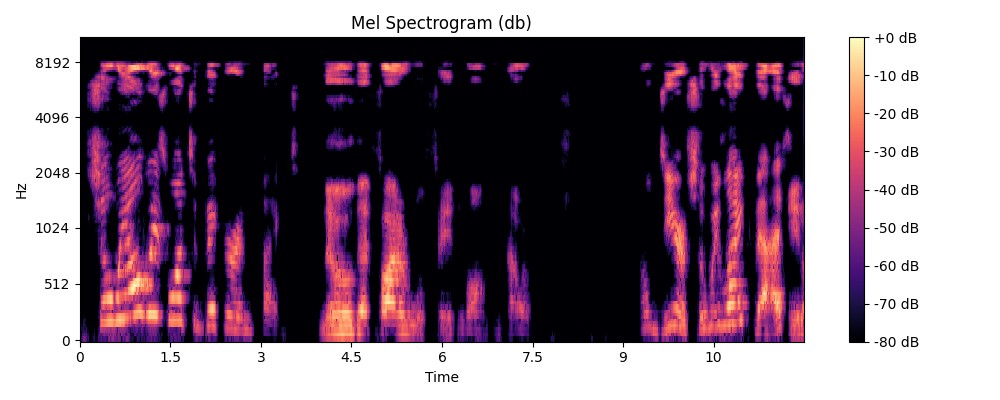 Mel Spectrogram (db)
+0 dB
8192
-10 dB
-20 dB
4096
-30 dB
Hz
2048
-40 dB
1024
-50 dB
512
-60 dB
-70 dB
0
-80 dB
0 1.5 3 4.5 6 7.5 9 10
Time